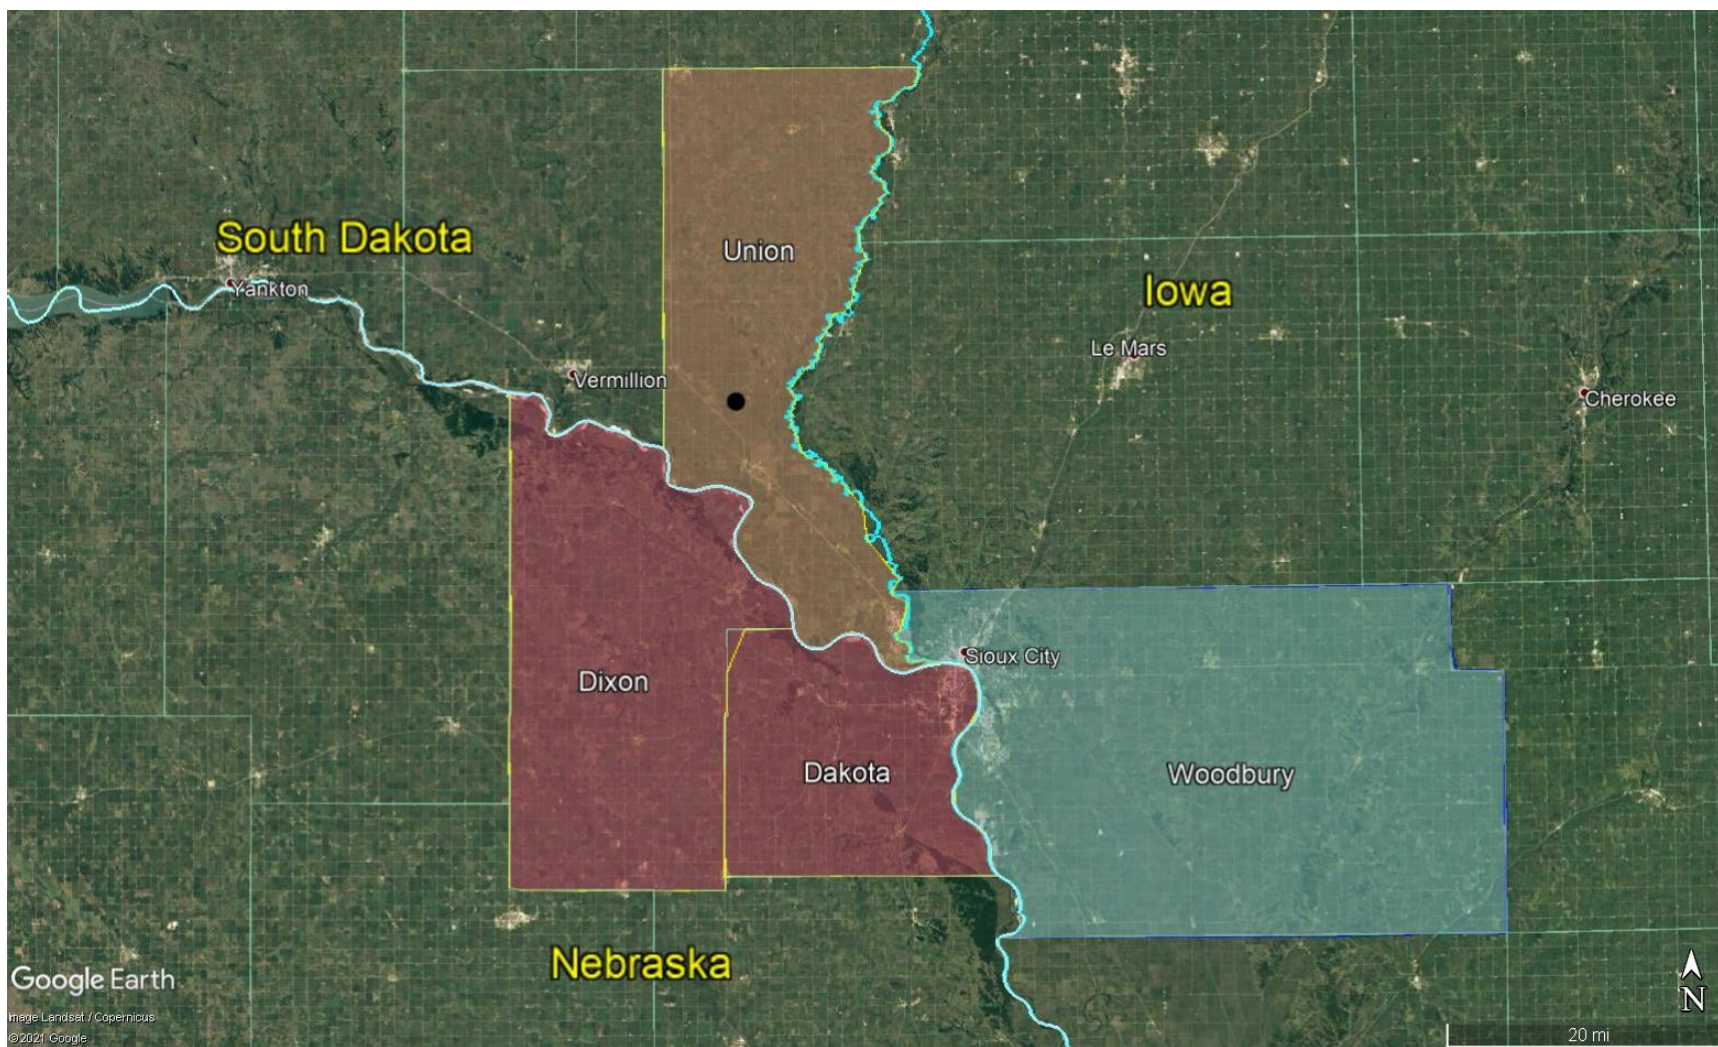 South Dakota
Union
Iowa
Yankton
Le Mars
Vermillion
Cherokee
Sioux City
Dixon
Dakota
Woodbury
Nebraska
Google Earth
N
Image Landsat / Copernicus
©2021 Google
20 mi